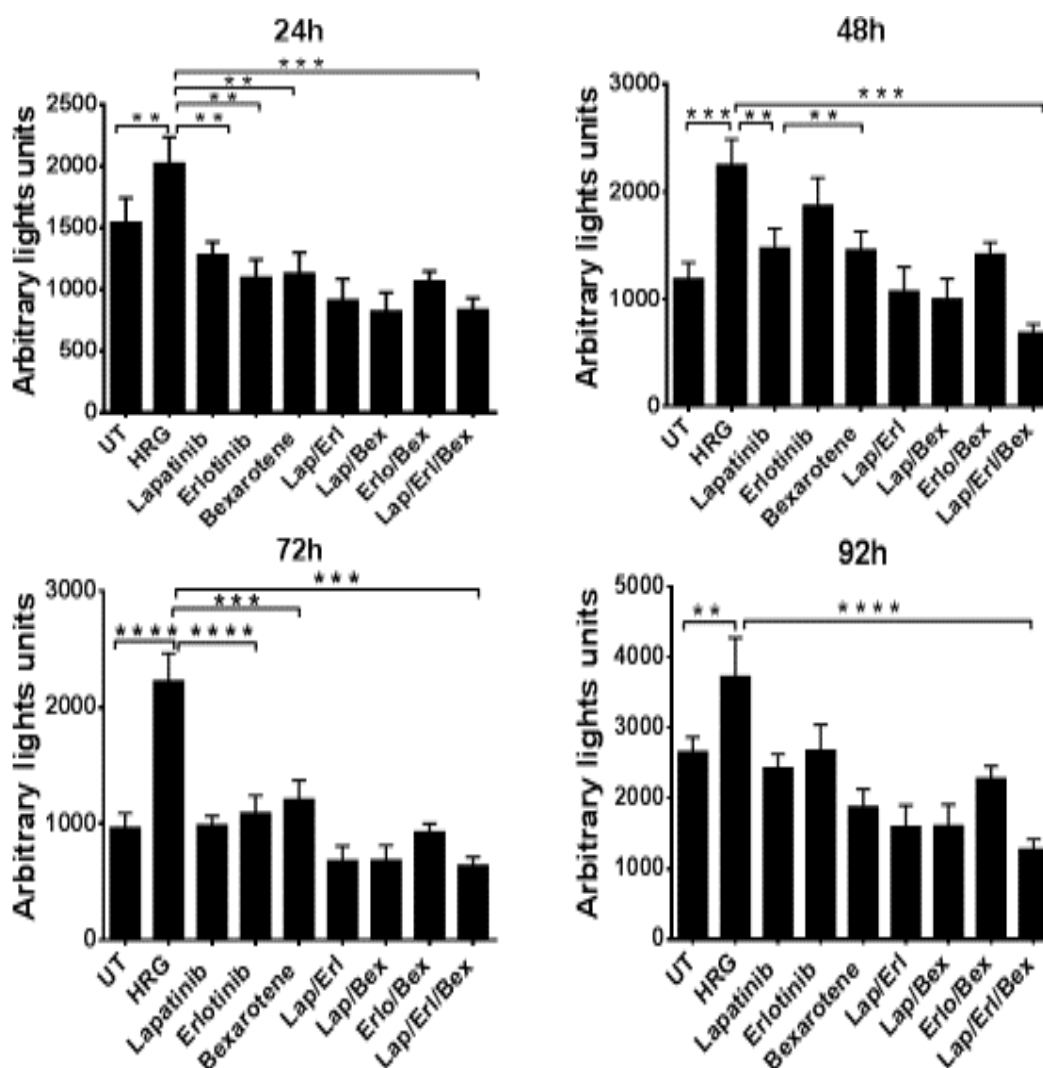 24h
Arbitrary lights units
2500
2000
1500
1000
500
0
***
**
**
** **
UT
HRG
Lapatinib
Erlotinib
Bexarotene
Lap/Erl
Lap/Bex
Erlo/Bex
Lap/Erl/Bex
48h
Arbitrary lights units
3000
2000
1000
0
***
*** ** **
UT
HRG
Lapatinib
Erlotinib
Bexarotene
Lap/Erl
Lap/Bex
Erlo/Bex
Lap/Erl/Bex
72h
Arbitrary lights units
3000
2000
1000
0
***
***
**** ****
UT
HRG
Lapatinib
Erlotinib
Bexarotene
Lap/Erl
Lap/Bex
Erlo/Bex
Lap/Erl/Bex
92h
Arbitrary lights units
5000
4000
3000
2000
1000
0
** ****
UT
HRG
Lapatinib
Erlotinib
Bexarotene
Lap/Erl
Lap/Bex
Erlo/Bex
Lap/Erl/Bex